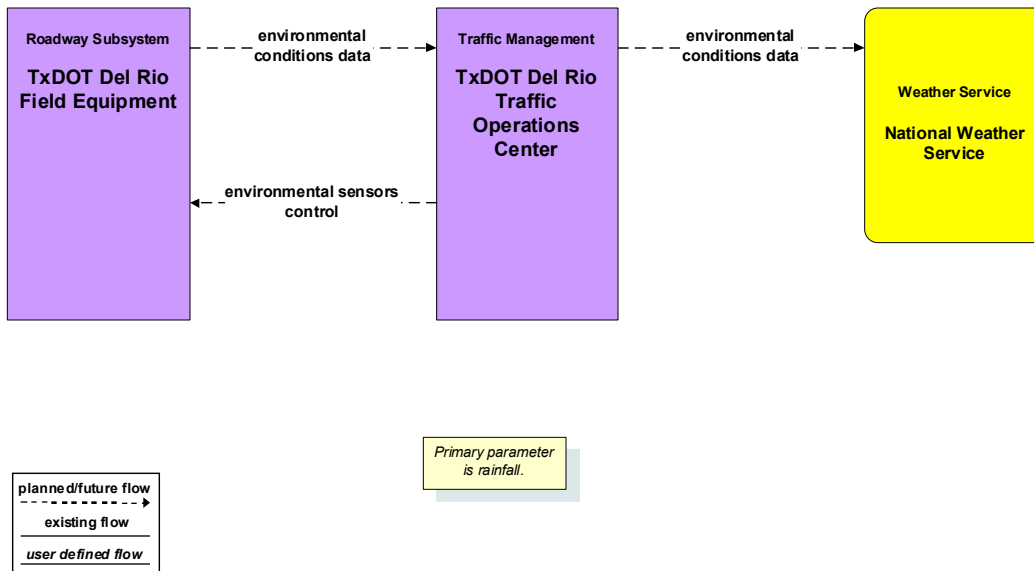 Roadway Subsystem
TxDOT Del Rio
Field Equipment
environmental
conditions data
Traffic Management
TxDOT Del Rio
Traffic
Operations
Center
environmental
conditions data
Weather Service
National Weather
Service
environmental sensors
control
Primary parameter
is rainfall.
planned/future flow
existing flow
user defined flow